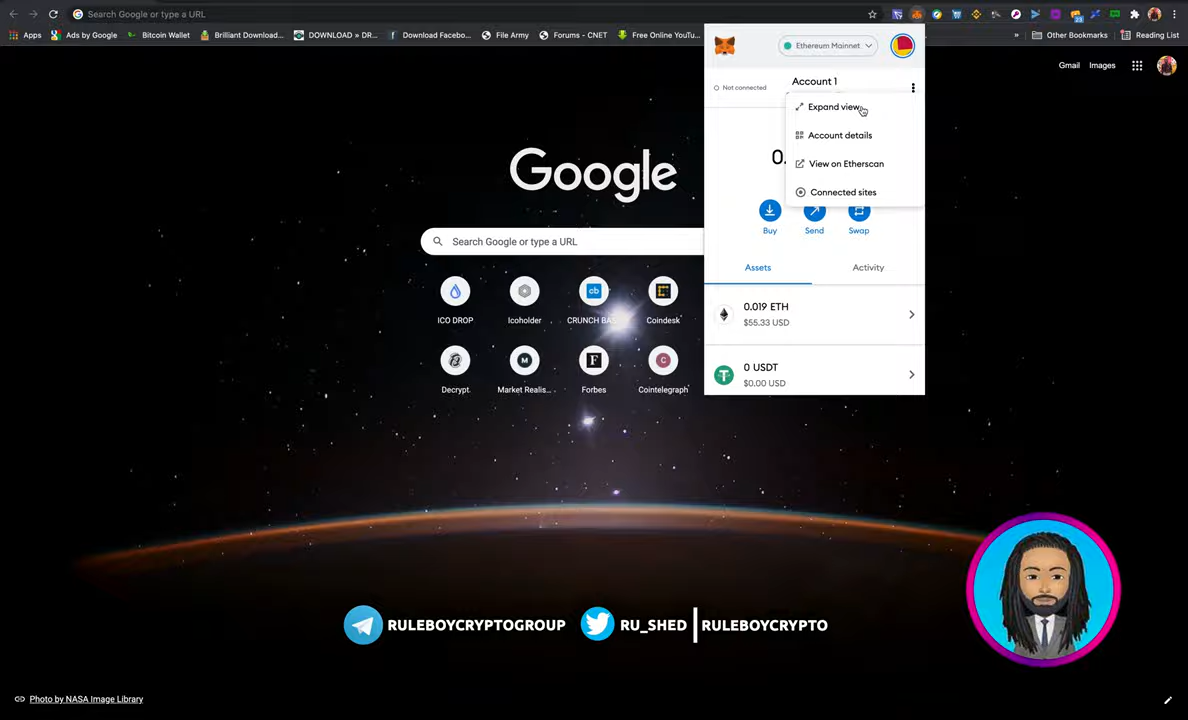 Search Google or type a URL
Apps
Ads by Google
Bitcoin Wallet
Brilliant Download...
DOWNLOAD » DR...
Download Facebo...
File Army
Forums - CNET
Free Online YouTu...
»
Other Bookmarks
Reading List
Gmail
Images
Google
Search Google or type a URL
ICO DROP
Icoholder
CRUNCH BA
Coindesk
Decrypt
Market Realis...
Forbes
Cointelegraph
Ethereum Mainnet
Not connected
Account 1
Expand view
Account details
View on Etherscan
Connected sites
0.
Buy
Send
Swap
Assets
Activity
0.019 ETH
$55.33 USD
0 USDT
$0.00 USD
RULEBOYCRYPTOGROUP
RU_SHED
RULEBOYCRYPTO
Photo by NASA Image Library